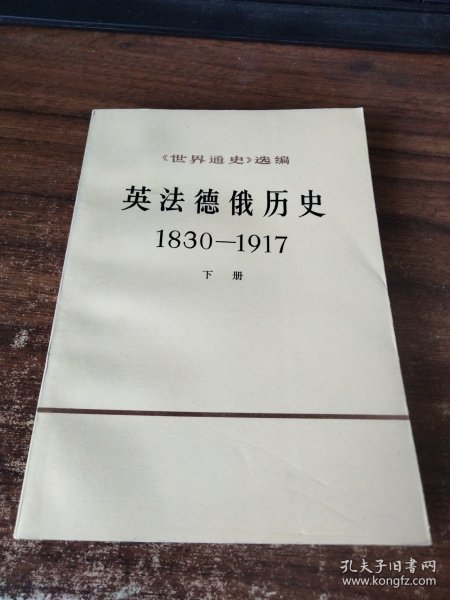 《世界通史》选编
英法德俄历史
1830—1917
下册
孔夫子旧书网
www.kongfz.com